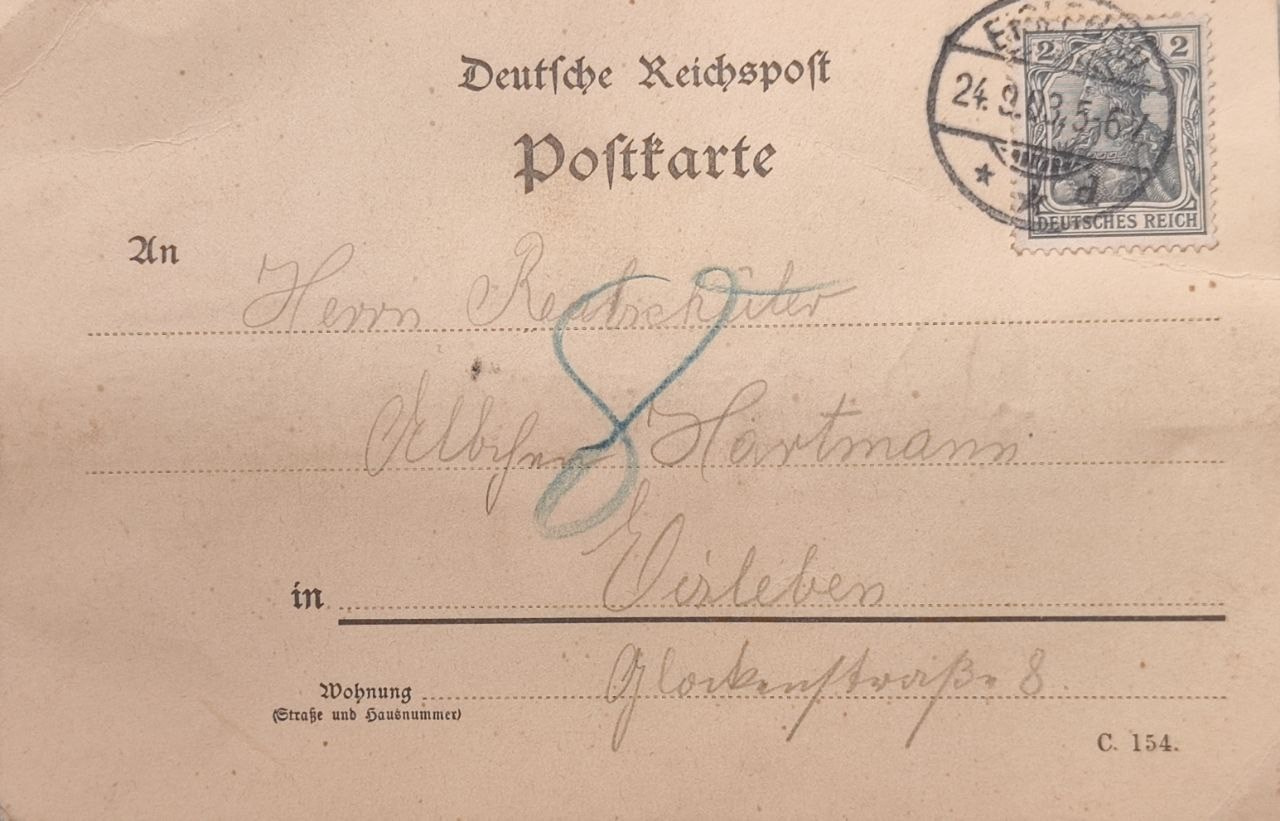 Deutsche Reichspost
Postkarte
2 2
24. 9. 03. 5-6
* d
DEUTSCHES REICH
An Herrn
8
Hartmann
in Eisleben
Wohnung Glockenstraße 8.
(Straße und Hausnummer)
C. 154.